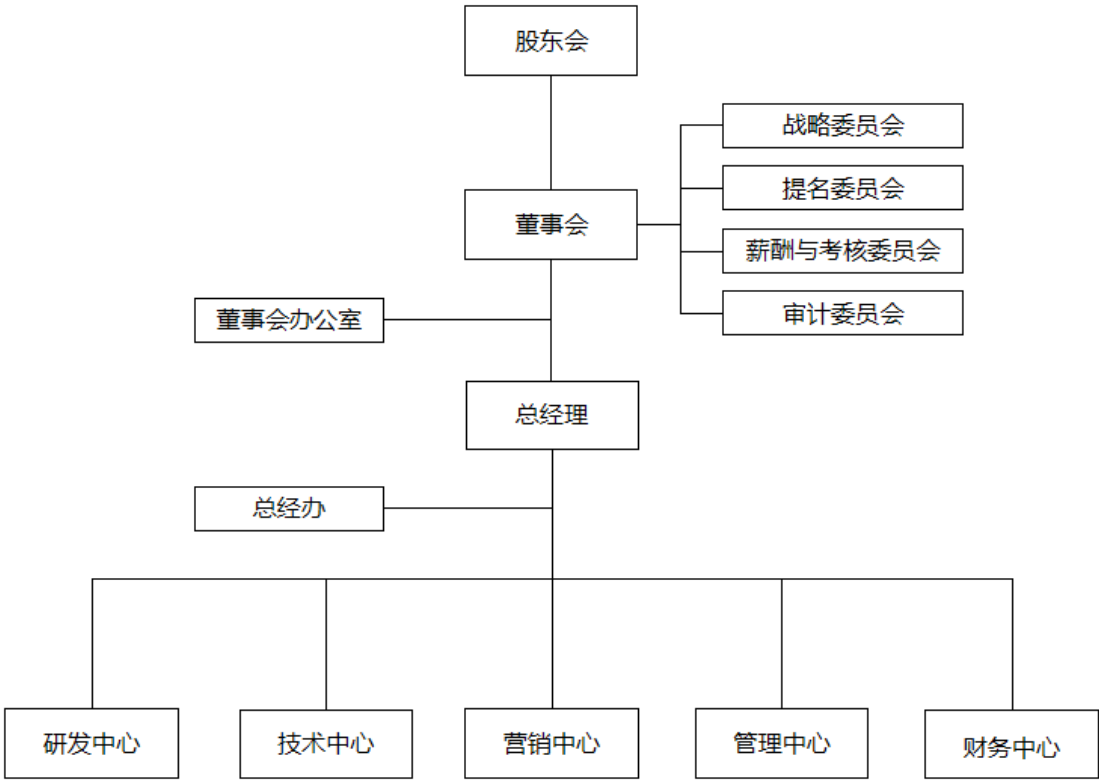 股东会
战略委员会
提名委员会
董事会
薪酬与考核委员会
审计委员会
董事会办公室
总经理
总经办
研发中心
技术中心
营销中心
管理中心
财务中心